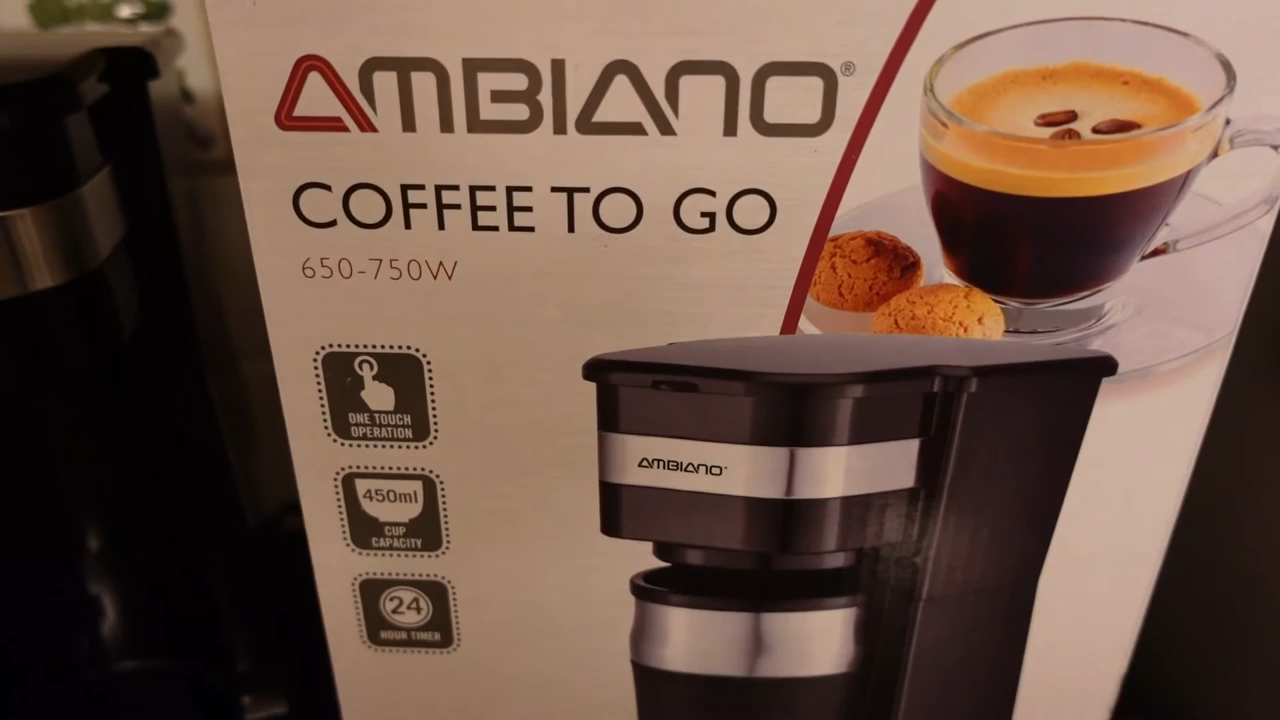 AMBIANO®
COFFEE TO GO
650-750W
ONE TOUCH
OPERATION
450ml
CUP
CAPACITY
24
HOUR TIMER
AMBIANO